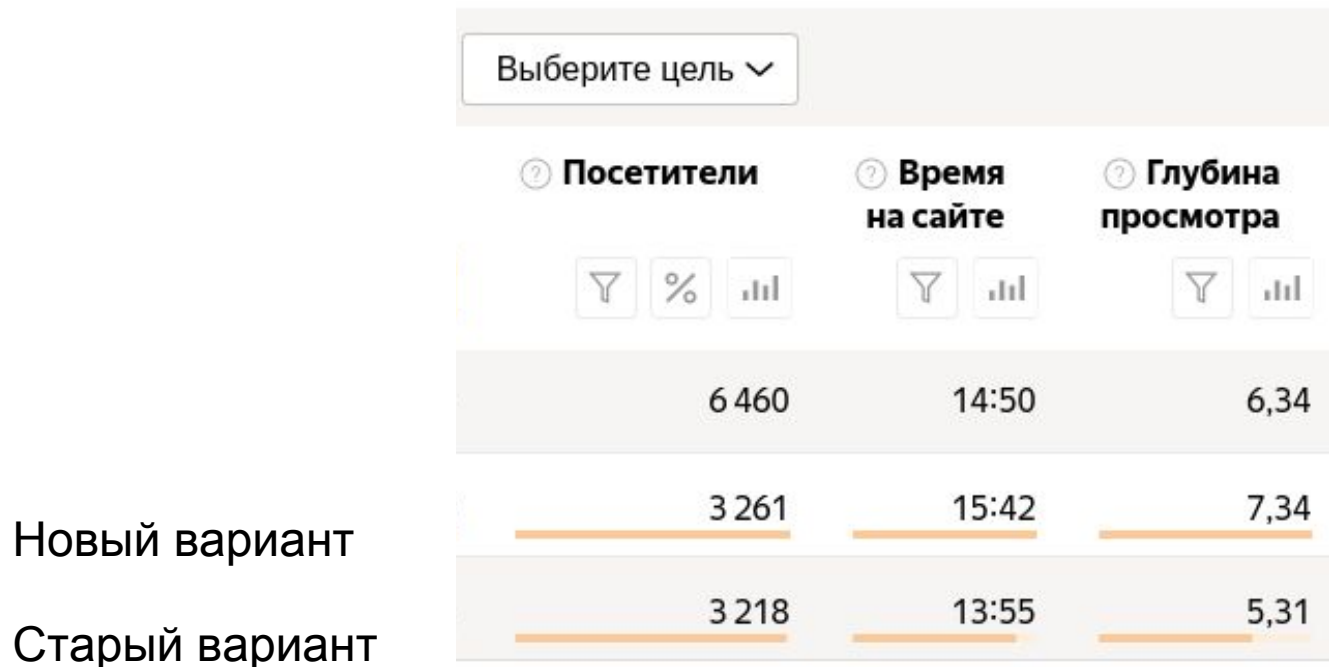 Выберите цель
Посетители
Время
на сайте
Глубина
просмотра
6 460 14:50 6,34
Новый вариант 3 261 15:42 7,34
Старый вариант 3 218 13:55 5,31